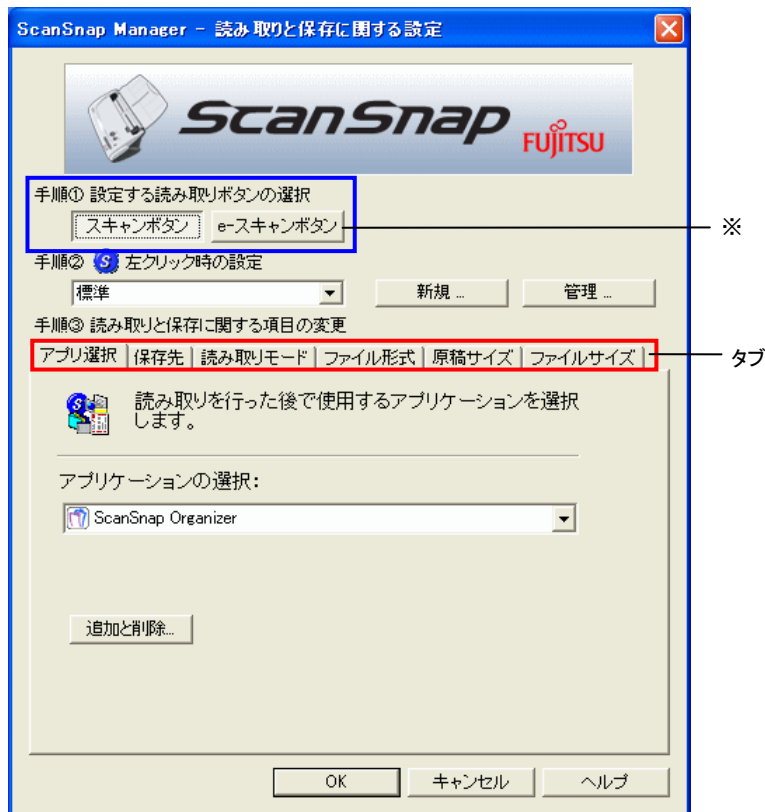 ScanSnap Manager - 読み取りと保存に関する設定
ScanSnap FUJITSU
手順① 設定する読み取りボタンの選択
スキャンボタン e-スキャンボタン ※
手順② S 左クリック時の設定
標準 新規 ... 管理 ...
手順③ 読み取りと保存に関する項目の変更
アプリ選択 保存先 読み取りモード ファイル形式 原稿サイズ ファイルサイズ タブ
読み取りを行った後で使用するアプリケーションを選択
します。
アプリケーションの選択:
ScanSnap Organizer
追加と削除...
OK キャンセル ヘルプ